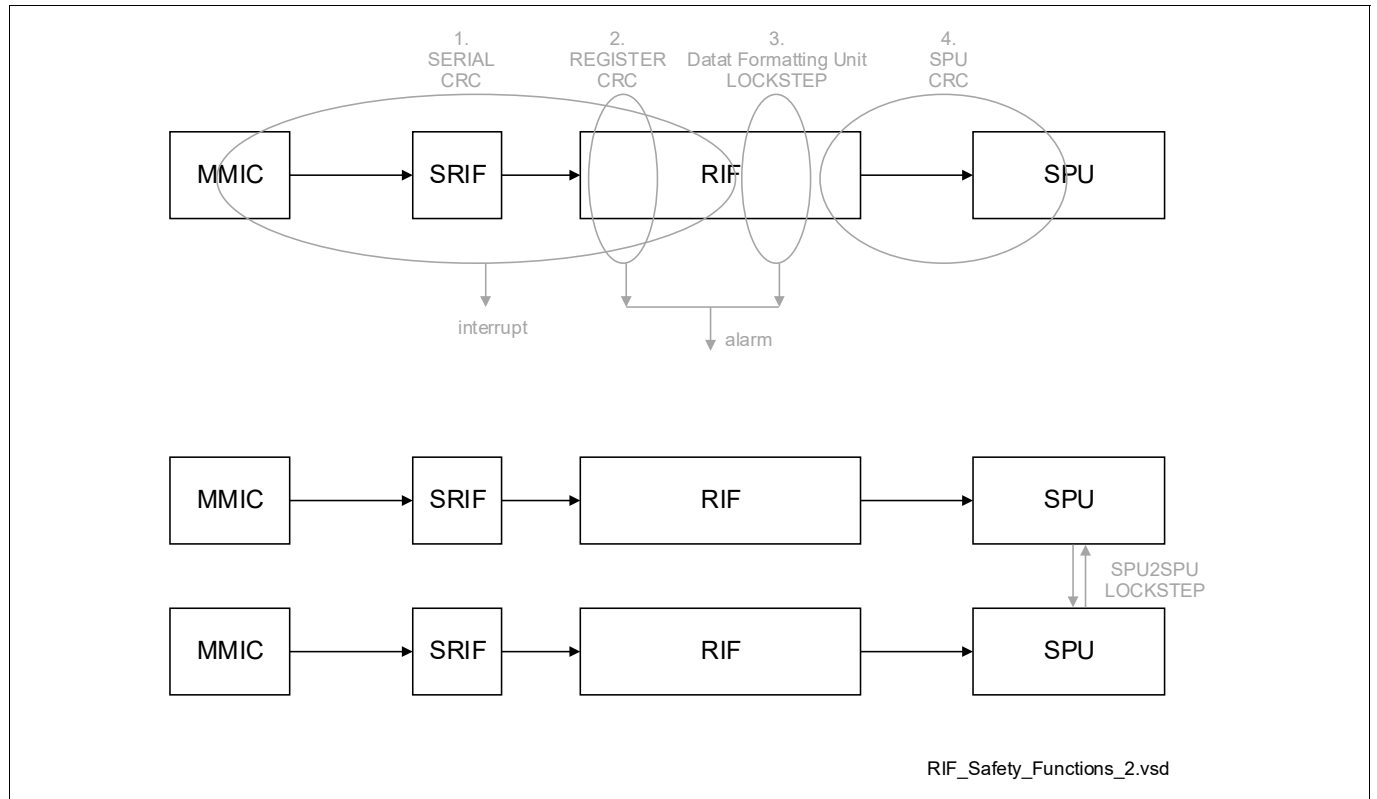 1.
SERIAL
CRC
2.
REGISTER
CRC
3.
Datat Formatting Unit
LOCKSTEP
4.
SPU
CRC
MMIC
SRIF
RIF
SPU
interrupt
alarm
MMIC
SRIF
RIF
SPU
SPU2SPU
LOCKSTEP
MMIC
SRIF
RIF
SPU
RIF_Safety_Functions_2.vsd